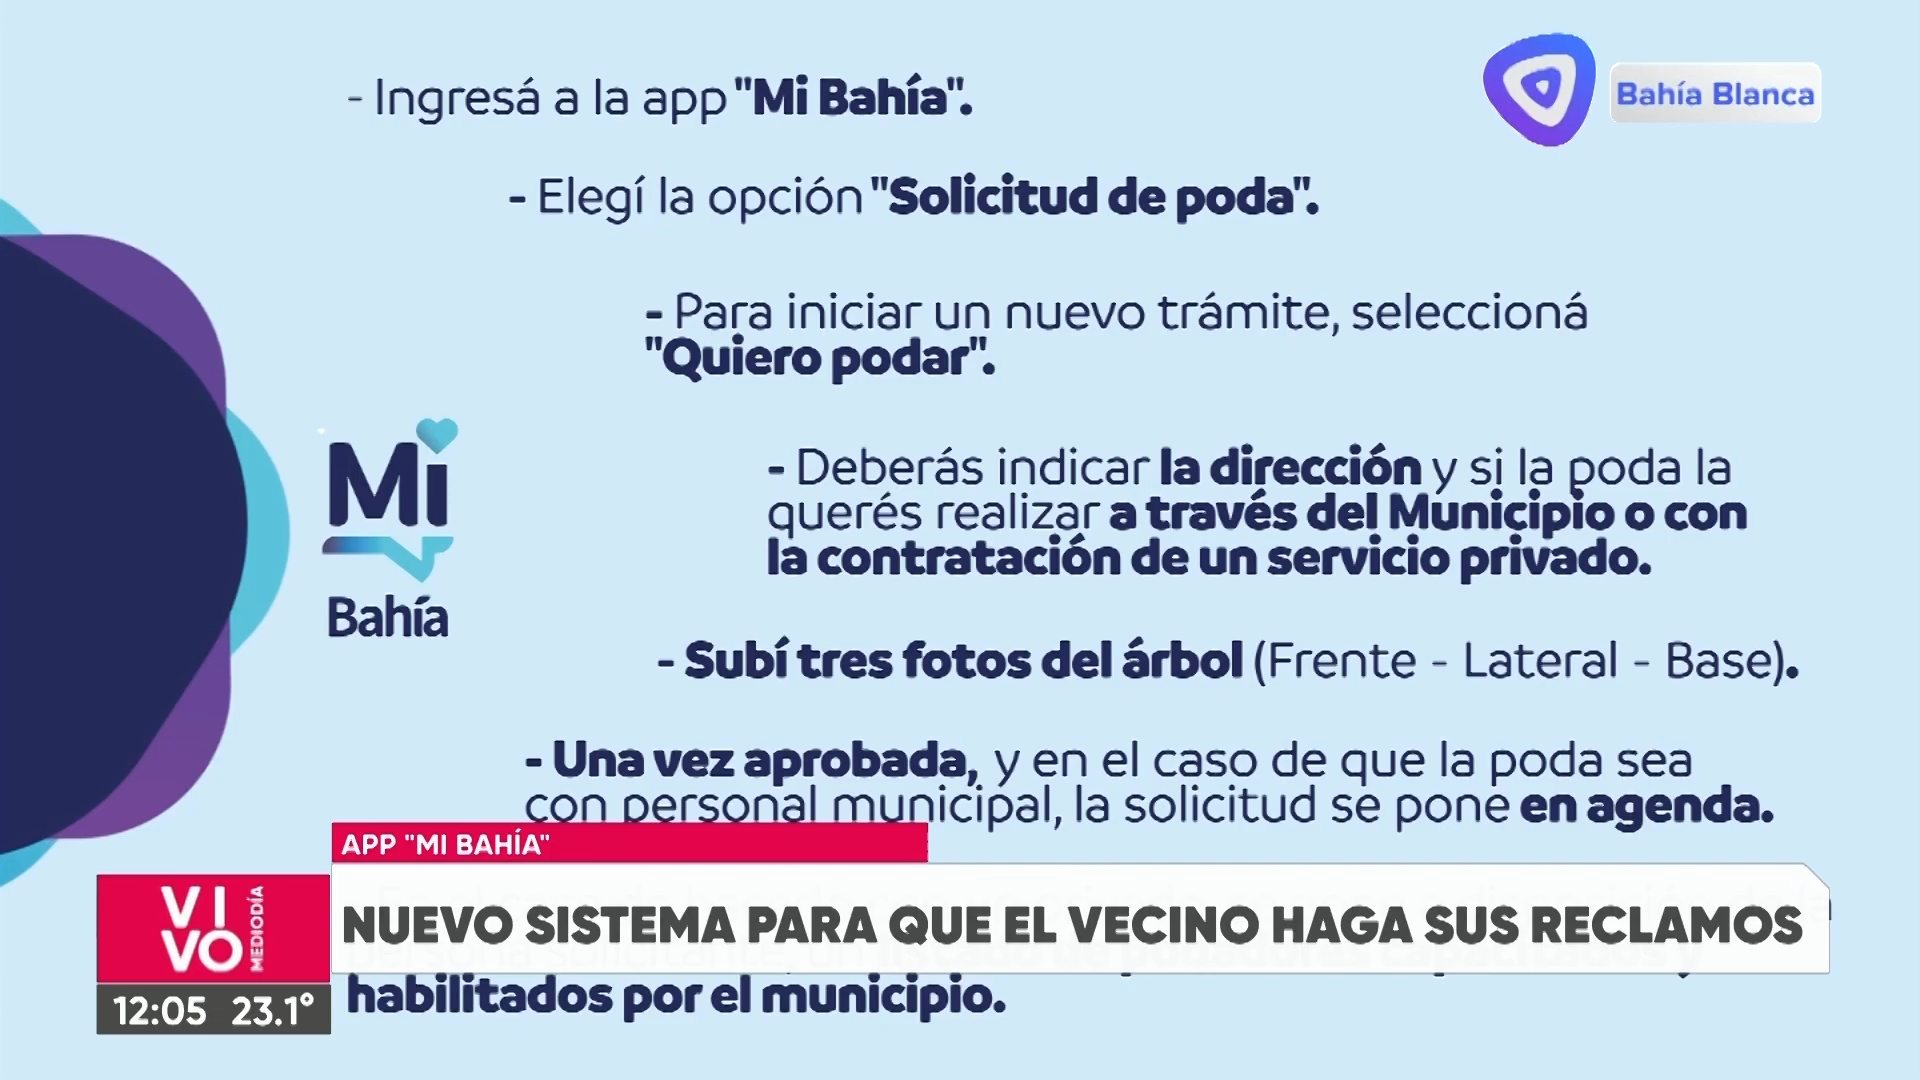 - Ingresá a la app "Mi Bahía".
Bahía Blanca
- Elegí la opción "Solicitud de poda".
- Para iniciar un nuevo trámite, seleccioná
"Quiero podar".
- Deberás indicar la dirección y si la poda la
querés realizar a través del Municipio o con
la contratación de un servicio privado.
Mi
Bahía
- Subí tres fotos del árbol (Frente - Lateral - Base).
- Una vez aprobada, y en el caso de que la poda sea
con personal municipal, la solicitud se pone en agenda.
APP "MI BAHÍA"
VIVO MEDIODÍA
NUEVO SISTEMA PARA QUE EL VECINO HAGA SUS RECLAMOS
habilitados por el municipio.
12:05 23.1°